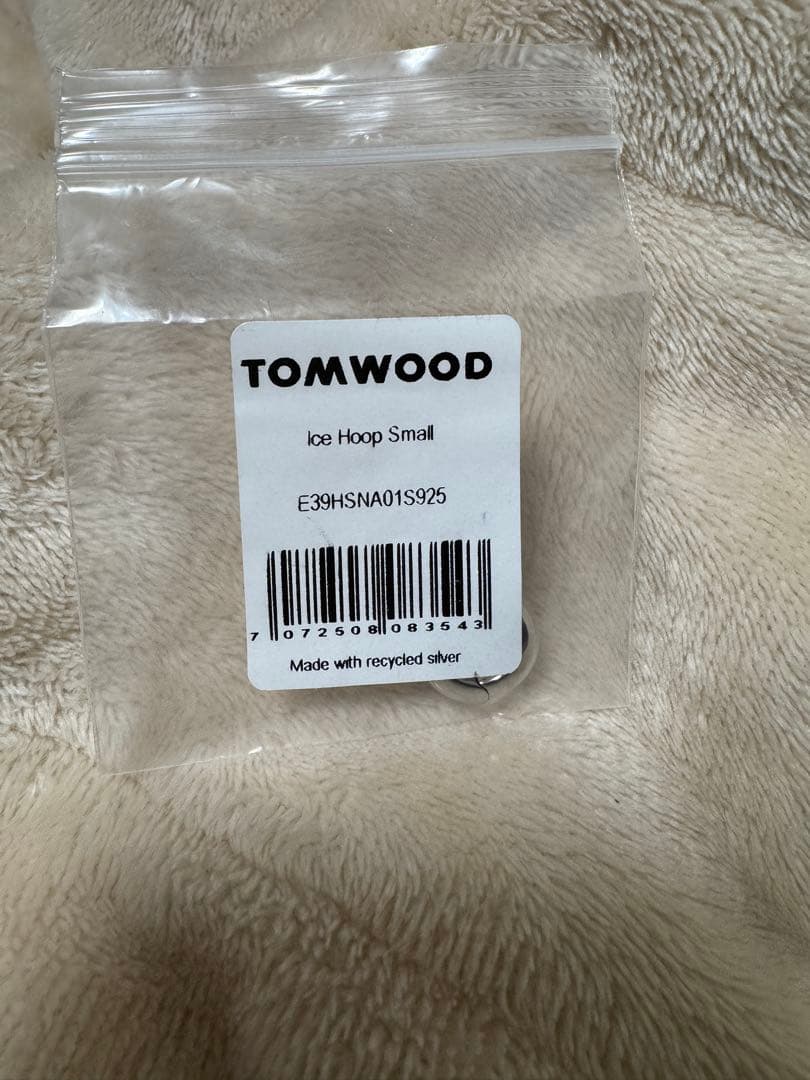 TOMWOOD
Ice Hoop Small
E39HSNA01S925
7 072508 083543
Made with recycled silver